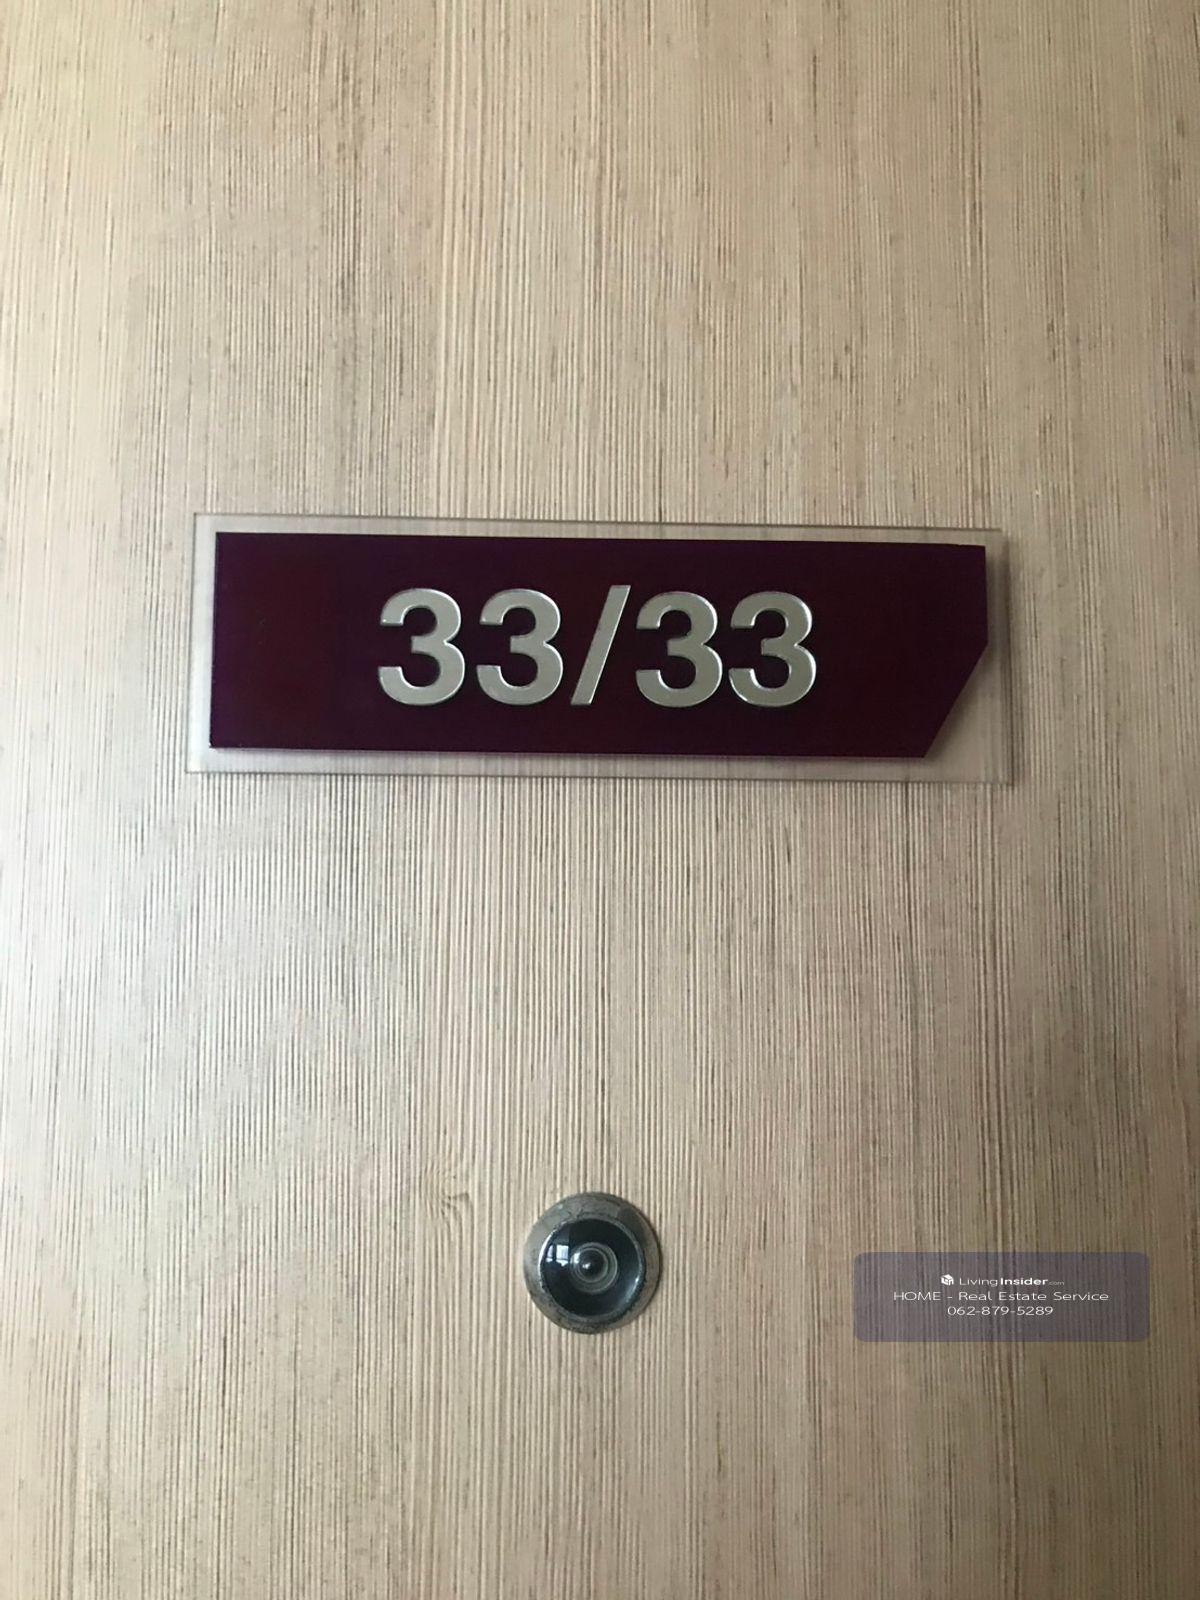 33/33
LivingInsider.com
HOME - Real Estate Service
062-879-5289